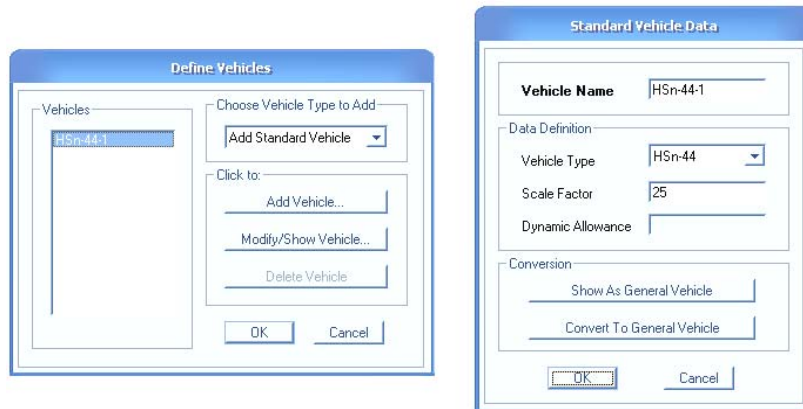 Define Vehicles
Vehicles
HSn-44-1
Choose Vehicle Type to Add
Add Standard Vehicle
Click to:
Add Vehicle...
Modify/Show Vehicle...
Delete Vehicle
OK
Cancel
Standard Vehicle Data
Vehicle Name
HSn-44-1
Data Definition
Vehicle Type
HSn-44
Scale Factor
25
Dynamic Allowance
Conversion
Show As General Vehicle
Convert To General Vehicle
OK
Cancel